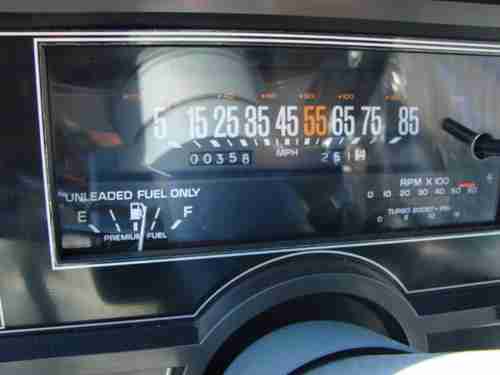 5 15 25 35 45 55 65 75 85
00358 MPH
UNLEADED FUEL ONLY
RPM X 100
0 10 20 30 40 50 60
E F
PREMIUM FUEL
TURBO BOOST-PSI